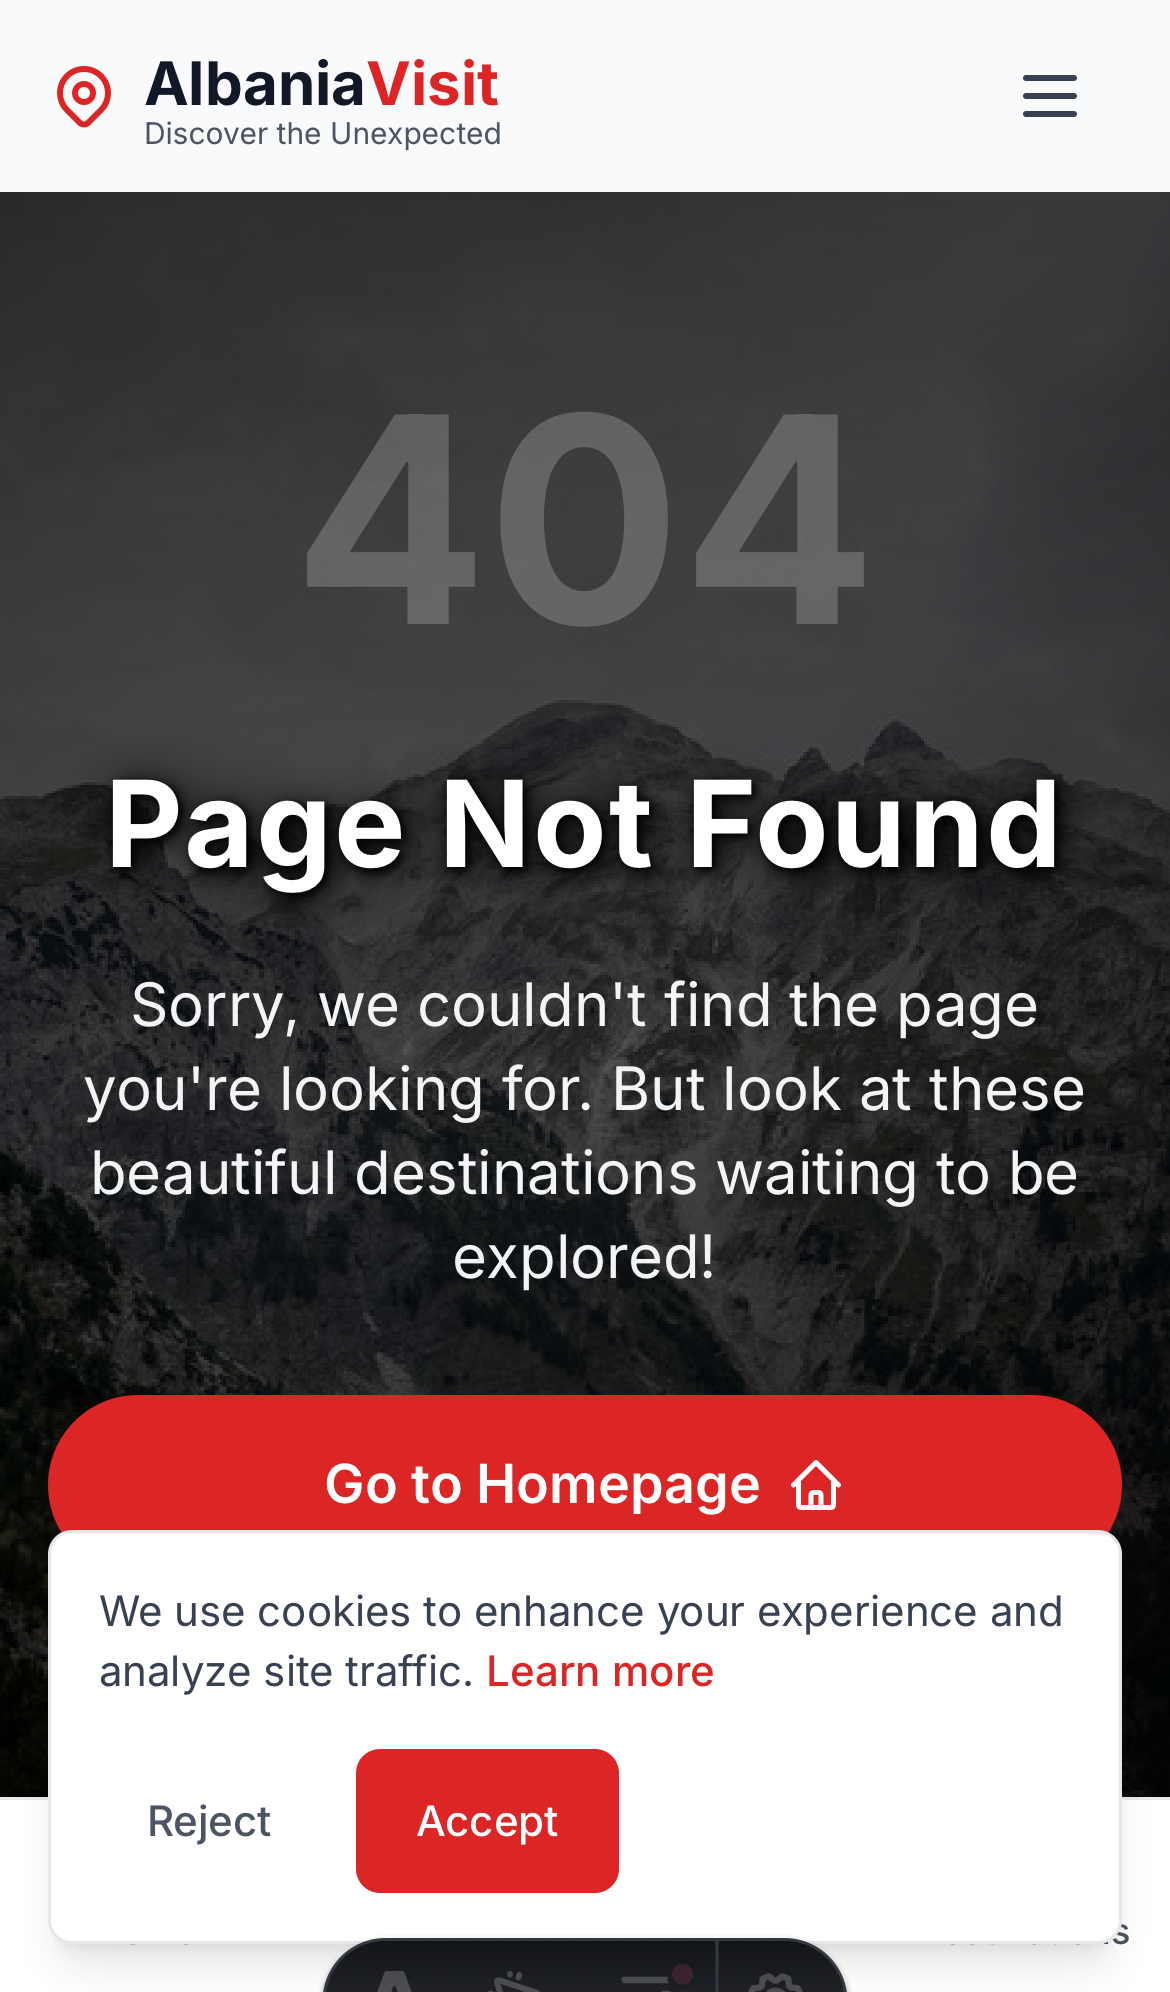 AlbaniaVisit
Discover the Unexpected
404
Page Not Found
Sorry, we couldn't find the page
you're looking for. But look at these
beautiful destinations waiting to be
explored!
Go to Homepage
We use cookies to enhance your experience and
analyze site traffic. Learn more
Reject
Accept